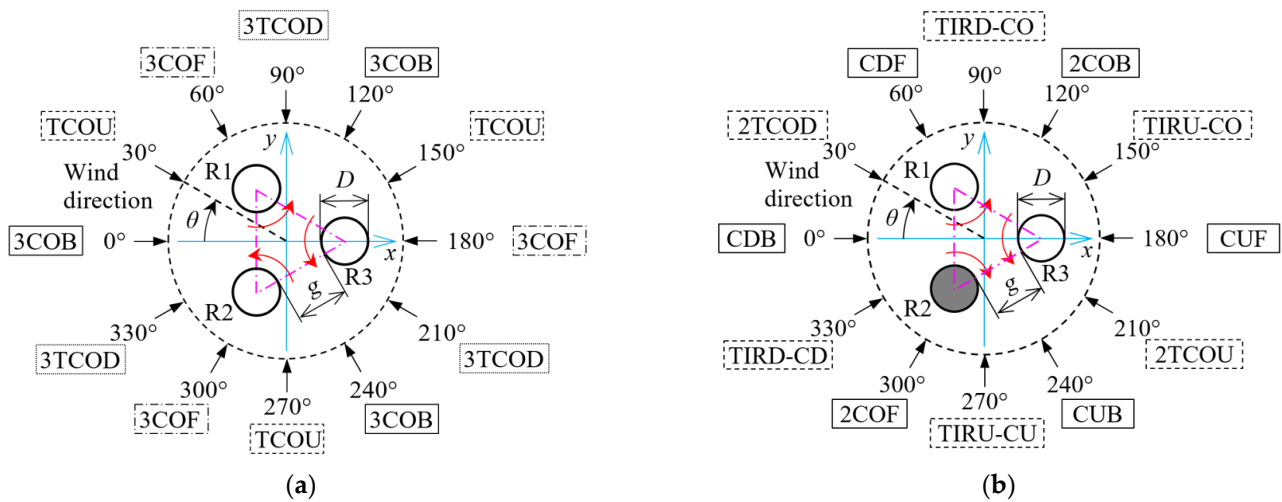 3TCOD
3COF
3COB
90°
60°
120°
TCOU
TCOU
30°
150°
y
R1
D
Wind
direction
θ
3COB
0°
180°
3COF
x
R3
R2
g
330°
210°
3TCOD
3TCOD
300°
240°
270°
3COF
3COB
TCOU
(a)
TIRD-CO
CDF
2COB
90°
60°
120°
2TCOD
TIRU-CO
30°
150°
y
R1
D
Wind
direction
θ
CDB
0°
180°
CUF
x
R3
R2
g
330°
210°
TIRD-CD
2TCOU
300°
240°
270°
2COF
CUB
TIRU-CU
(b)